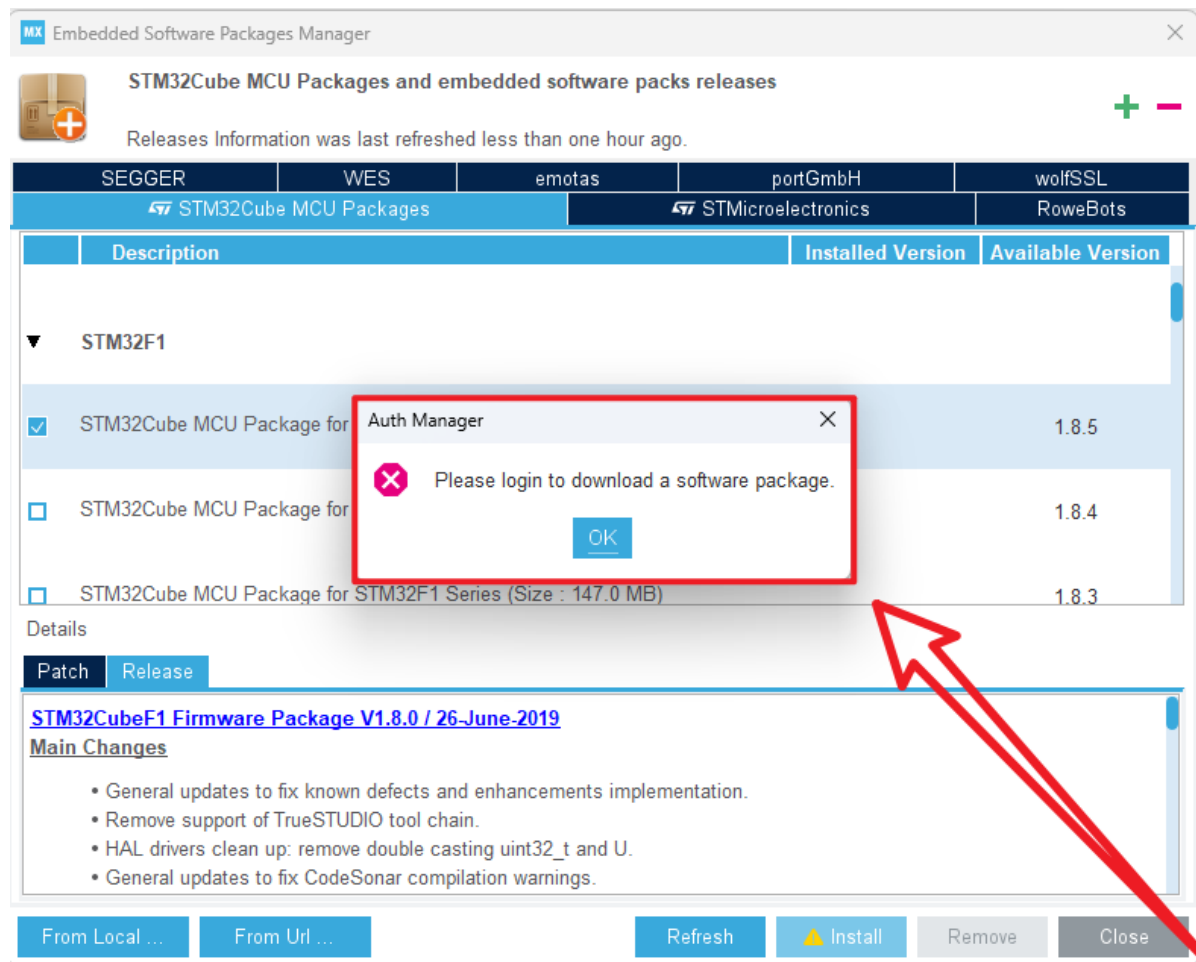 MX Embedded Software Packages Manager
STM32Cube MCU Packages and embedded software packs releases
Releases Information was last refreshed less than one hour ago.
SEGGER WES emotas portGmbH wolfSSL
STM32Cube MCU Packages STMicroelectronics RoweBots
Description Installed Version Available Version
STM32F1
STM32Cube MCU Package for 1.8.5
Auth Manager
Please login to download a software package.
OK
STM32Cube MCU Package for 1.8.4
STM32Cube MCU Package for STM32F1 Series (Size : 147.0 MB) 1.8.3
Details
Patch Release
STM32CubeF1 Firmware Package V1.8.0 / 26-June-2019
Main Changes
• General updates to fix known defects and enhancements implementation.
• Remove support of TrueSTUDIO tool chain.
• HAL drivers clean up: remove double casting uint32_t and U.
• General updates to fix CodeSonar compilation warnings.
From Local ... From Url ... Refresh Install Remove Close